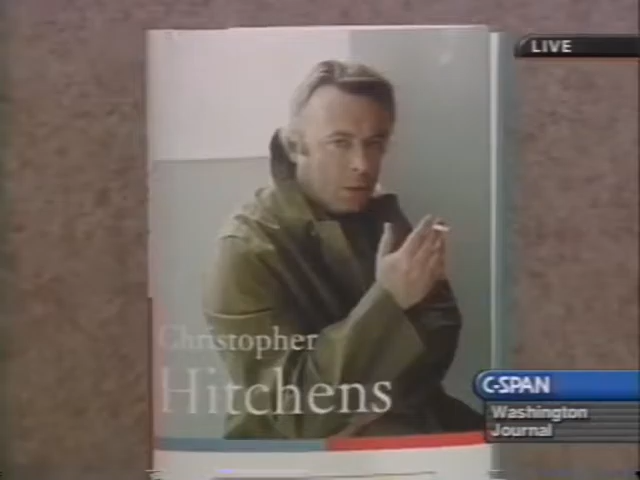 LIVE
Christopher
Hitchens
C-SPAN
Washington
Journal